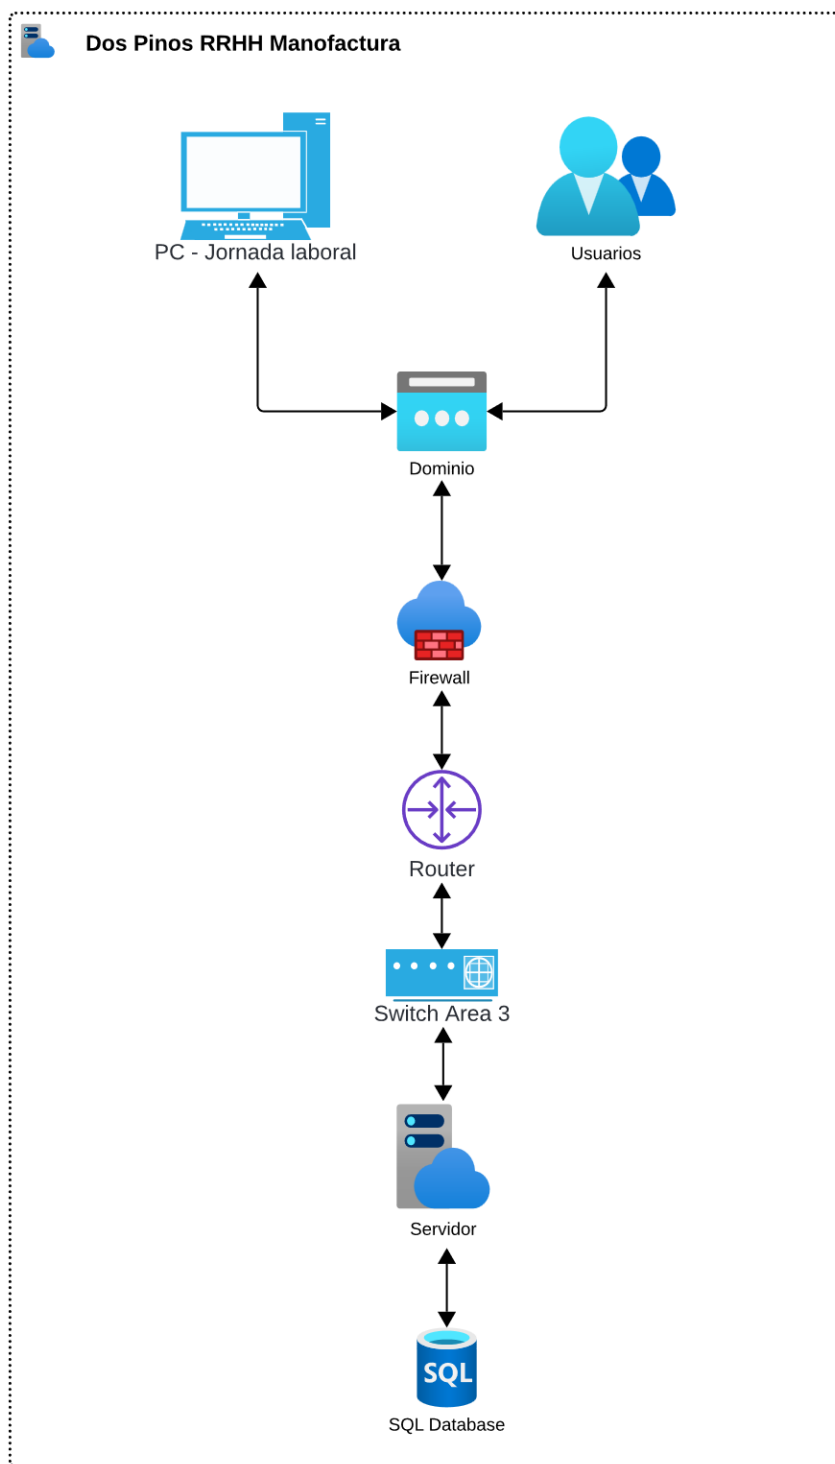 Dos Pinos RRHH Manofactura
PC - Jornada laboral
Usuarios
Dominio
Firewall
Router
Switch Area 3
Servidor
SQL
SQL Database